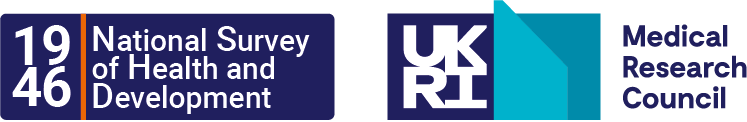 19
46
National Survey
of Health and
Development
UK
RI
Medical
Research
Council